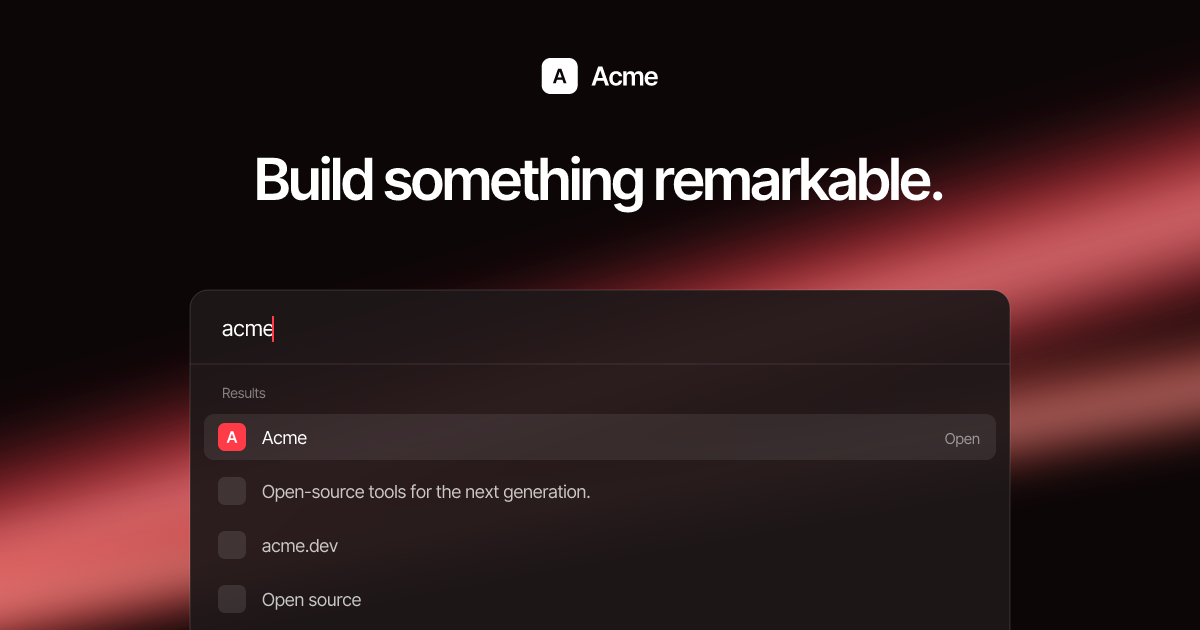 A Acme
Build something remarkable.
acme
Results
A Acme Open
Open-source tools for the next generation.
acme.dev
Open source